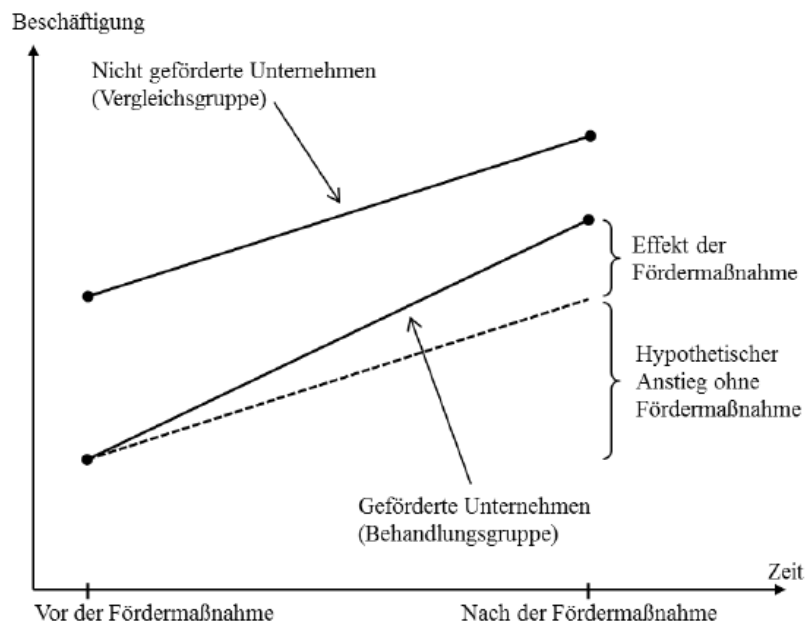 Beschäftigung
Nicht geförderte Unternehmen
(Vergleichsgruppe)
Effekt der
Fördermaßnahme
Hypothetischer
Anstieg ohne
Fördermaßnahme
Geförderte Unternehmen
(Behandlungsgruppe)
Zeit
Vor der Fördermaßnahme
Nach der Fördermaßnahme